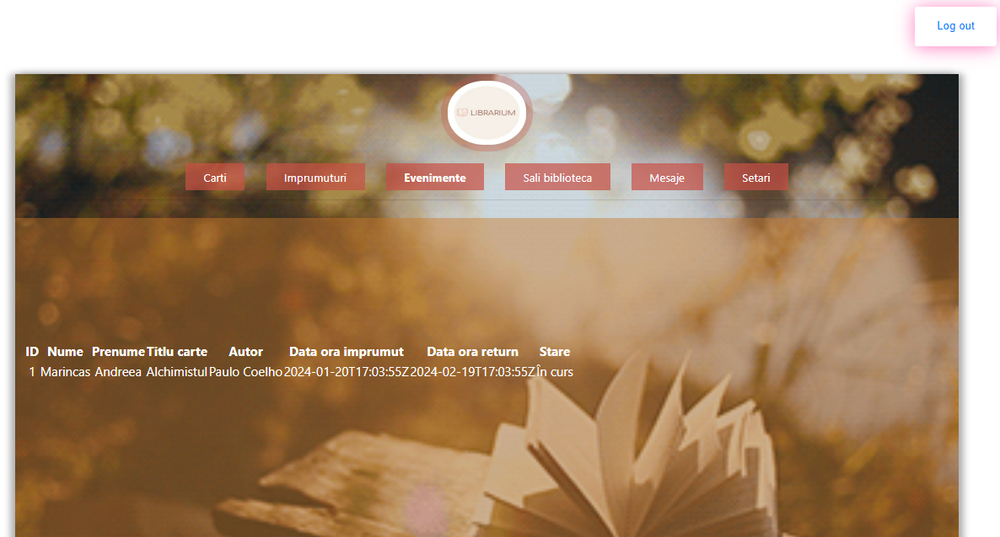 Log out
LIBRARIUM
Carti Imprumuturi Evenimente Sali biblioteca Mesaje Setari
ID Nume Prenume Titlu carte Autor Data ora imprumut Data ora return Stare
1 Marincas Andreea Alchimistul Paulo Coelho 2024-01-20T17:03:55Z 2024-02-19T17:03:55Z În curs